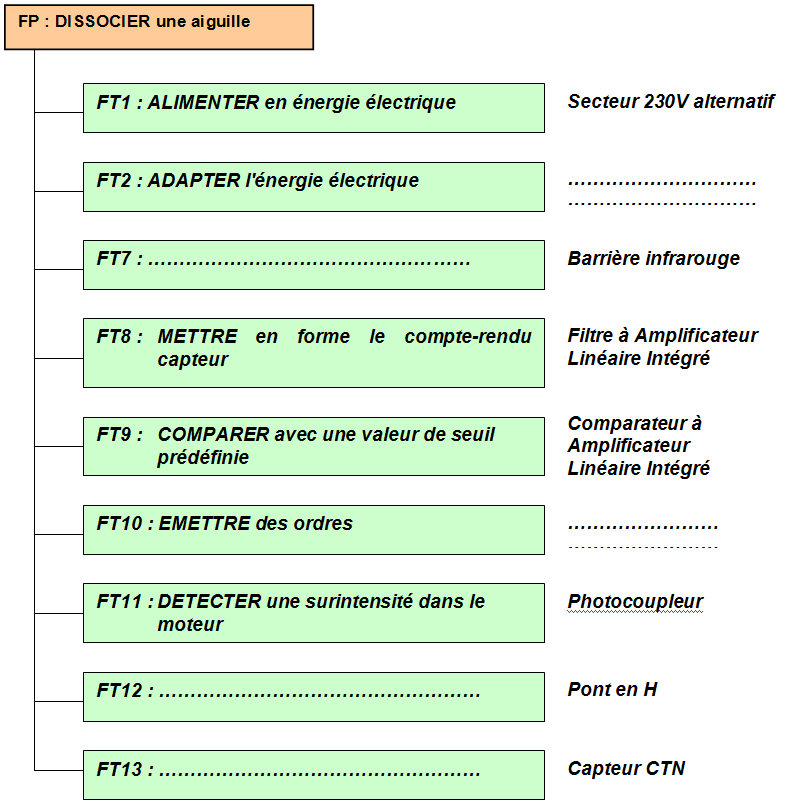 FP : DISSOCIER une aiguille
FT1 : ALIMENTER en énergie électrique
Secteur 230V alternatif
FT2 : ADAPTER l'énergie électrique
…………………………
…………………………
FT7 : ……………………………………………
Barrière infrarouge
FT8 : METTRE en forme le compte-rendu
capteur
Filtre à Amplificateur
Linéaire Intégré
FT9 : COMPARER avec une valeur de seuil
prédéfinie
Comparateur à
Amplificateur
Linéaire Intégré
FT10 : EMETTRE des ordres
……………………
……………………
FT11 : DETECTER une surintensité dans le
moteur
Photocoupleur
FT12 : ……………………………………………
Pont en H
FT13 : ……………………………………………
Capteur CTN